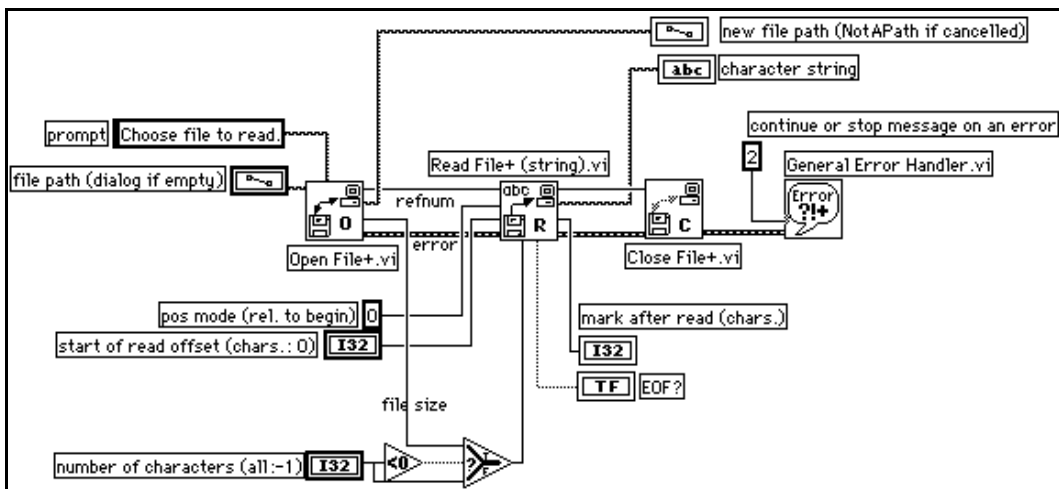 new file path (NotAPath if cancelled)
abc
character string
prompt
Choose file to read.
continue or stop message on an error
2
Read File+ (string).vi
General Error Handler.vi
file path (dialog if empty)
abc
refnum
Error
?!+
O
R
C
error
Open File+.vi
Close File+.vi
pos mode (rel. to begin)
0
mark after read (chars.)
start of read offset (chars.: 0)
I32
I32
TF
EOF?
file size
number of characters (all:-1)
I32
<0
?
T
F